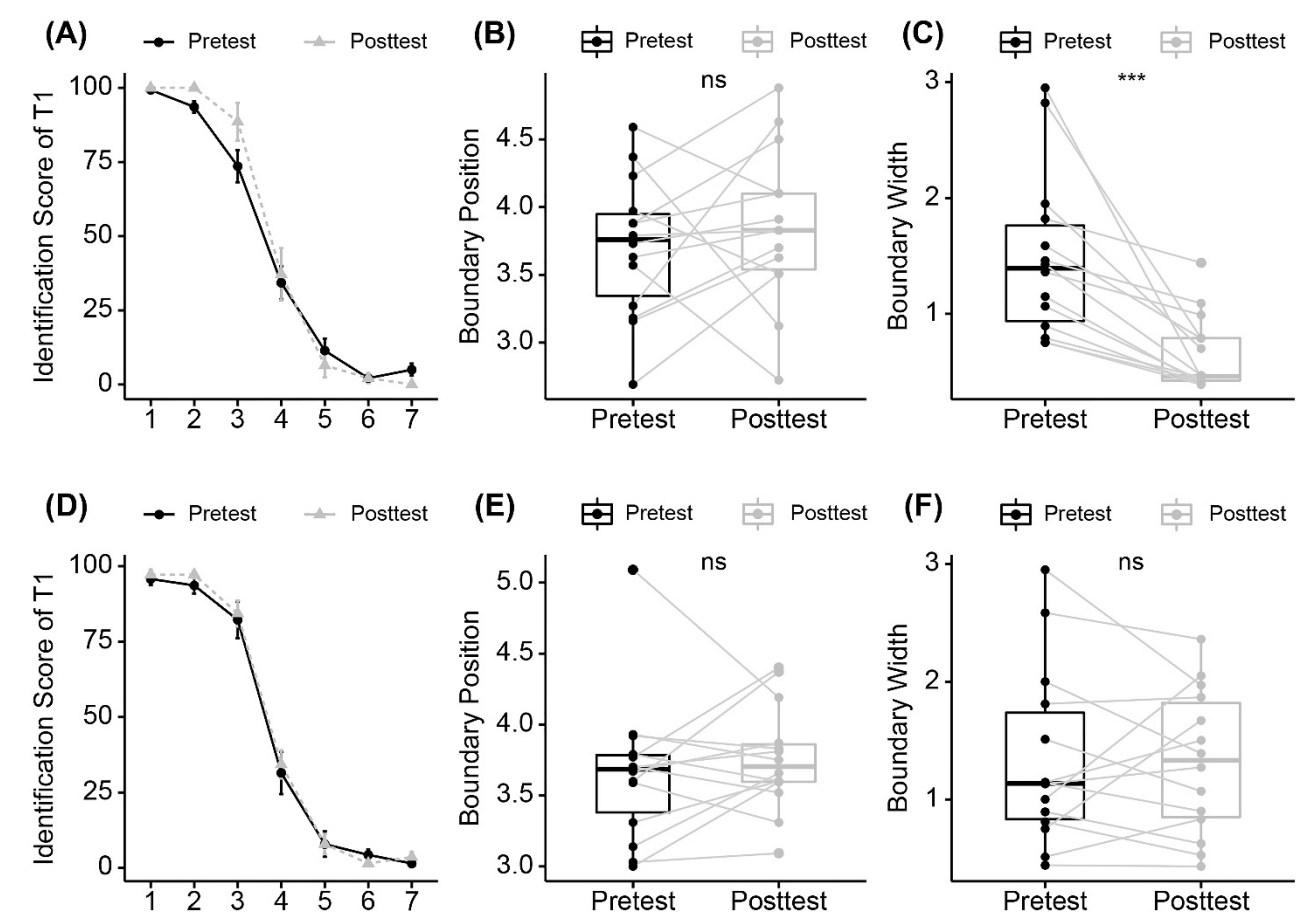 (A)
Pretest Posttest
Identification Score of T1
100
75
50
25
0
1 2 3 4 5 6 7
(B)
Pretest Posttest
ns
Boundary Position
4.5
4.0
3.5
3.0
Pretest Posttest
(C)
Pretest Posttest
***
Boundary Width
3
2
1
Pretest Posttest
(D)
Pretest Posttest
Identification Score of T1
100
75
50
25
0
1 2 3 4 5 6 7
(E)
Pretest Posttest
ns
Boundary Position
5.0
4.5
4.0
3.5
3.0
Pretest Posttest
(F)
Pretest Posttest
ns
Boundary Width
3
2
1
Pretest Posttest